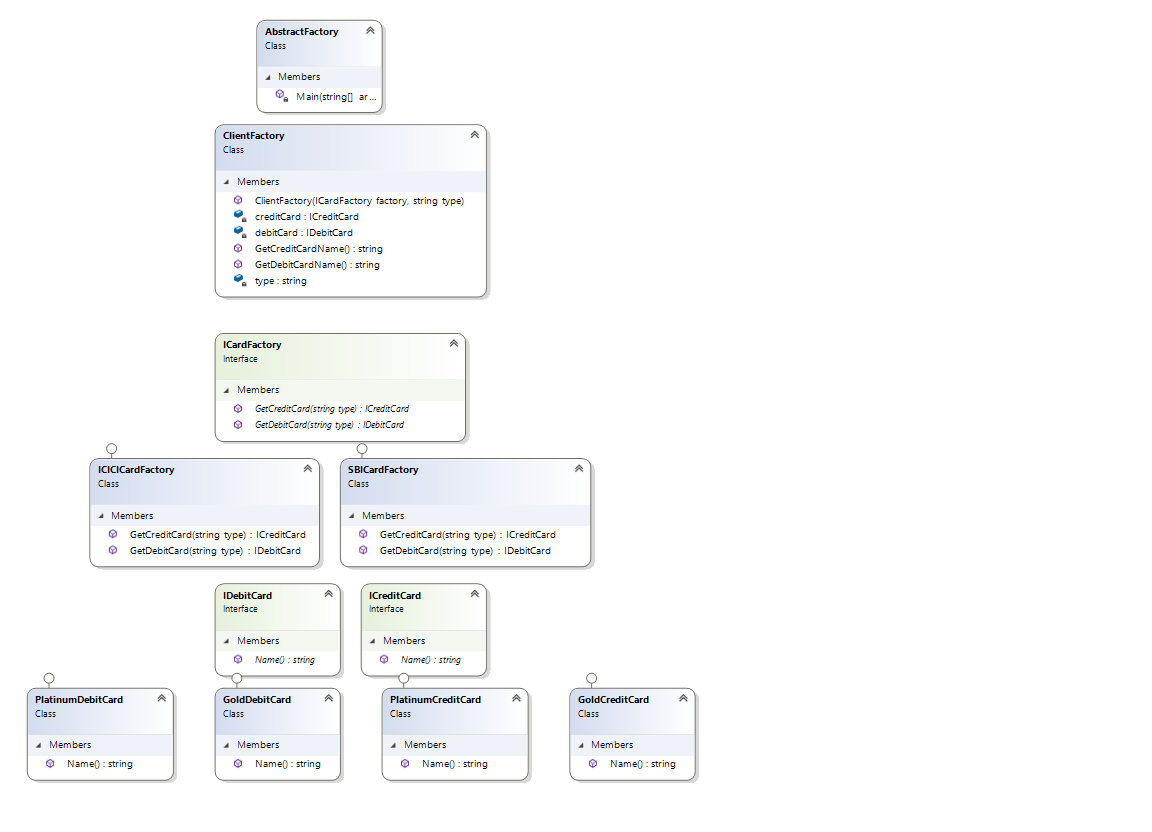 AbstractFactory
Class
Members
Main(string[] ar...
ClientFactory
Class
Members
ClientFactory(ICardFactory factory, string type)
creditCard : ICreditCard
debitCard : IDebitCard
GetCreditCardName() : string
GetDebitCardName() : string
type : string
ICardFactory
Interface
Members
GetCreditCard(string type) : ICreditCard
GetDebitCard(string type) : IDebitCard
ICICICardFactory
Class
Members
GetCreditCard(string type) : ICreditCard
GetDebitCard(string type) : IDebitCard
SBICardFactory
Class
Members
GetCreditCard(string type) : ICreditCard
GetDebitCard(string type) : IDebitCard
IDebitCard
Interface
Members
Name() : string
ICreditCard
Interface
Members
Name() : string
PlatinumDebitCard
Class
Members
Name() : string
GoldDebitCard
Class
Members
Name() : string
PlatinumCreditCard
Class
Members
Name() : string
GoldCreditCard
Class
Members
Name() : string